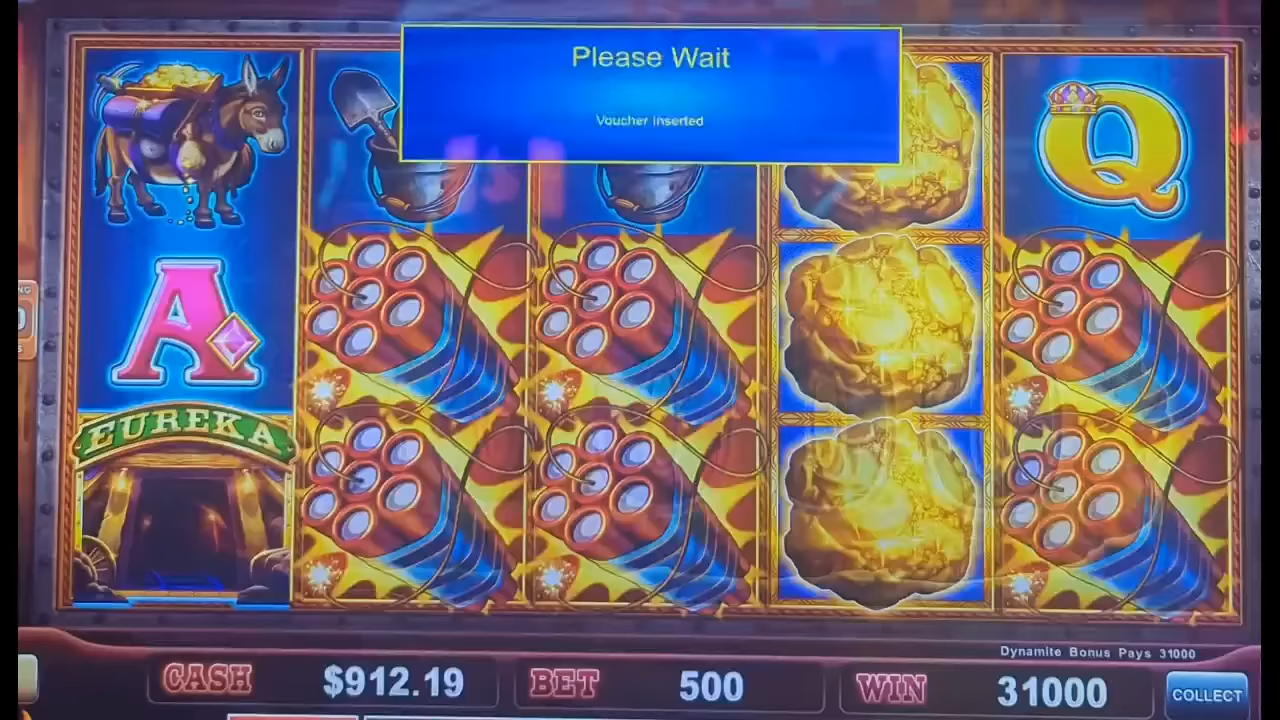 Please Wait
Voucher Inserted
Q
A
EUREKA
Dynamite Bonus Pays 31000
CASH $912.19 BET 500 WIN 31000 COLLECT